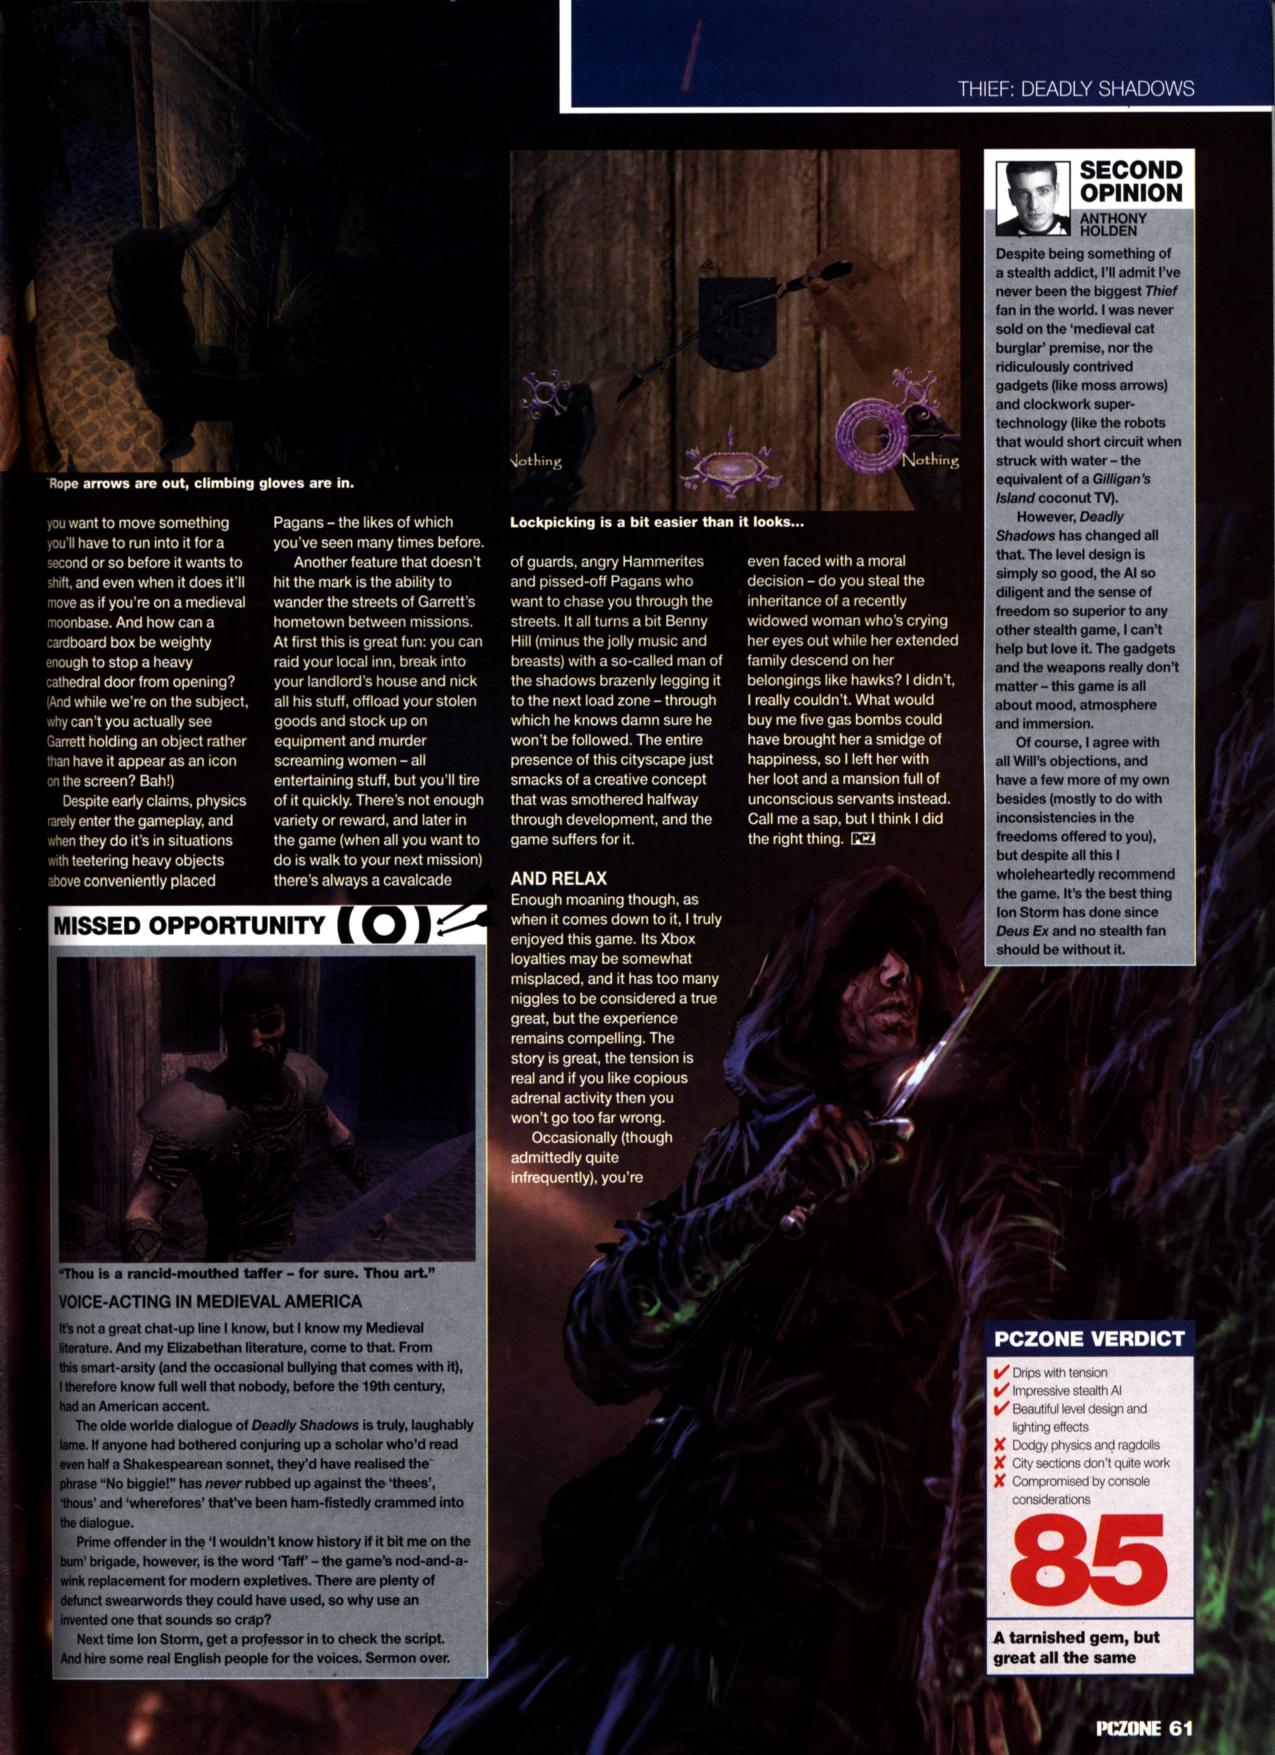 THIEF: DEADLY SHADOWS
Nothing
Nothing
Rope arrows are out, climbing gloves are in.
Lockpicking is a bit easier than it looks...
you want to move something
you'll have to run into it for a
second or so before it wants to
shift, and even when it does it'll
move as if you're on a medieval
moonbase. And how can a
cardboard box be weighty
enough to stop a heavy
cathedral door from opening?
(And while we're on the subject,
why can't you actually see
Garrett holding an object rather
than have it appear as an icon
on the screen? Bah!)
Despite early claims, physics
rarely enter the gameplay, and
when they do it's in situations
with teetering heavy objects
above conveniently placed
Pagans – the likes of which
you've seen many times before.
Another feature that doesn't
hit the mark is the ability to
wander the streets of Garrett's
hometown between missions.
At first this is great fun: you can
raid your local inn, break into
your landlord's house and nick
all his stuff, offload your stolen
goods and stock up on
equipment and murder
screaming women – all
entertaining stuff, but you'll tire
of it quickly. There's not enough
variety or reward, and later in
the game (when all you want to
do is walk to your next mission)
there's always a cavalcade
of guards, angry Hammerites
and pissed-off Pagans who
want to chase you through the
streets. It all turns a bit Benny
Hill (minus the jolly music and
breasts) with a so-called man of
the shadows brazenly legging it
to the next load zone – through
which he knows damn sure he
won't be followed. The entire
presence of this cityscape just
smacks of a creative concept
that was smothered halfway
through development, and the
game suffers for it.
AND RELAX
Enough moaning though, as
when it comes down to it, I truly
enjoyed this game. Its Xbox
loyalties may be somewhat
misplaced, and it has too many
niggles to be considered a true
great, but the experience
remains compelling. The
story is great, the tension is
real and if you like copious
adrenal activity then you
won't go too far wrong.
Occasionally (though
admittedly quite
infrequently), you're
even faced with a moral
decision – do you steal the
inheritance of a recently
widowed woman who's crying
her eyes out while her extended
family descend on her
belongings like hawks? I didn't,
I really couldn't. What would
buy me five gas bombs could
have brought her a smidge of
happiness, so I left her with
her loot and a mansion full of
unconscious servants instead.
Call me a sap, but I think I did
the right thing. PCZ
MISSED OPPORTUNITY
"Thou is a rancid-mouthed taffer – for sure. Thou art."
VOICE-ACTING IN MEDIEVAL AMERICA
It's not a great chat-up line I know, but I know my Medieval
literature. And my Elizabethan literature, come to that. From
this smart-arsity (and the occasional bullying that comes with it),
I therefore know full well that nobody, before the 19th century,
had an American accent.
The olde worlde dialogue of Deadly Shadows is truly, laughably
lame. If anyone had bothered conjuring up a scholar who'd read
even half a Shakespearean sonnet, they'd have realised the
phrase "No biggie!" has never rubbed up against the 'thees',
'thous' and 'wherefores' that've been ham-fistedly crammed into
the dialogue.
Prime offender in the 'I wouldn't know history if it bit me on the
bum' brigade, however, is the word 'Taff' – the game's nod-and-a-
wink replacement for modern expletives. There are plenty of
defunct swearwords they could have used, so why use an
invented one that sounds so crap?
Next time Ion Storm, get a professor in to check the script.
And hire some real English people for the voices. Sermon over.
SECOND
OPINION
ANTHONY
HOLDEN
Despite being something of
a stealth addict, I'll admit I've
never been the biggest Thief
fan in the world. I was never
sold on the 'medieval cat
burglar' premise, nor the
ridiculously contrived
gadgets (like moss arrows)
and clockwork super-
technology (like the robots
that would short circuit when
struck with water – the
equivalent of a Gilligan's
Island coconut TV).
However, Deadly
Shadows has changed all
that. The level design is
simply so good, the AI so
diligent and the sense of
freedom so superior to any
other stealth game, I can't
help but love it. The gadgets
and the weapons really don't
matter – this game is all
about mood, atmosphere
and immersion.
Of course, I agree with
all Will's objections, and
have a few more of my own
besides (mostly to do with
inconsistencies in the
freedoms offered to you),
but despite all this I
wholeheartedly recommend
the game. It's the best thing
Ion Storm has done since
Deus Ex and no stealth fan
should be without it.
PCZONE VERDICT
Drips with tension
Impressive stealth AI
Beautiful level design and
lighting effects
Dodgy physics and ragdolls
City sections don't quite work
Compromised by console
considerations
85
A tarnished gem, but
great all the same
PCZONE 61